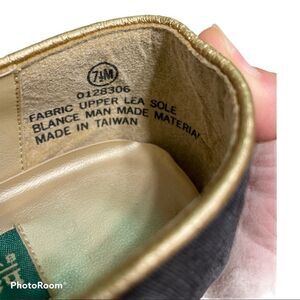 7½M
0128306
FABRIC UPPER LEA SOLE
BLANCE MAN MADE MATERIAL
MADE IN TAIWAN
PhotoRoom